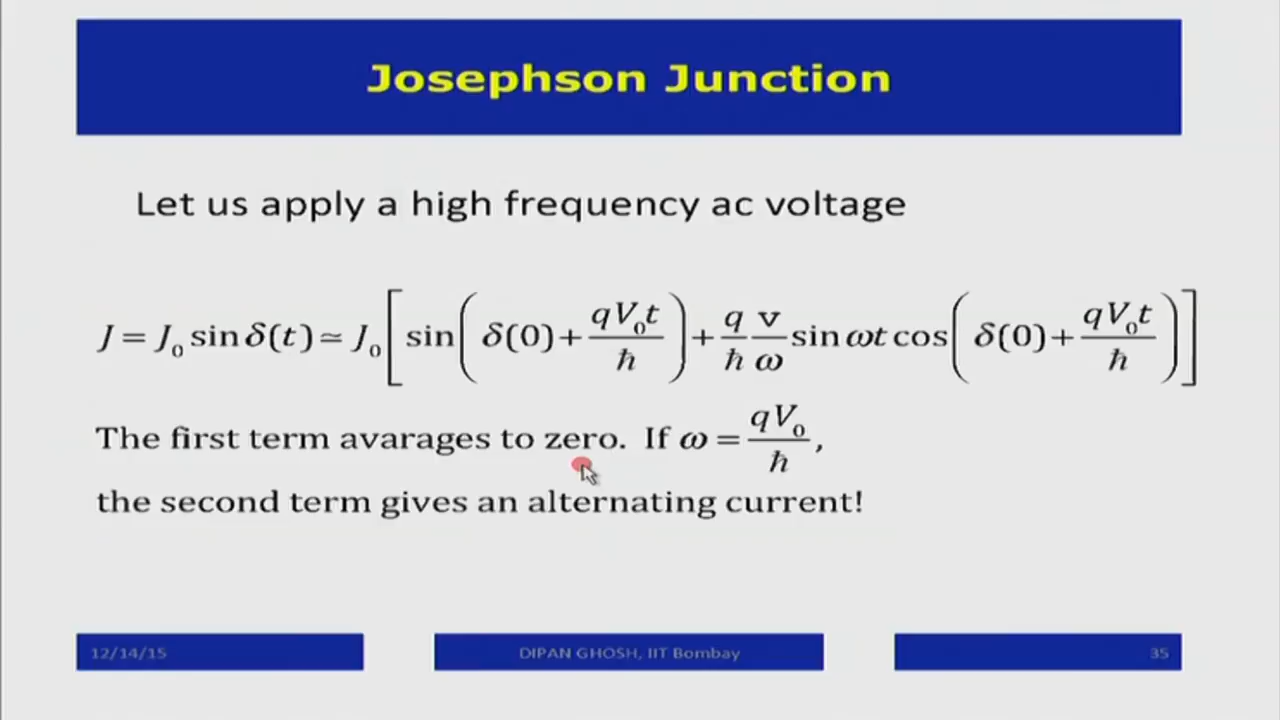 Josephson Junction
Let us apply a high frequency ac voltage
J = J₀ sin δ(t) ≃ J₀ [ sin( δ(0) + qV₀t/ħ ) + q/ħ v/ω sin ωt cos( δ(0) + qV₀t/ħ ) ]
The first term avarages to zero. If ω = qV₀/ħ ,
the second term gives an alternating current!
12/14/15
DIPAN GHOSH, IIT Bombay
35